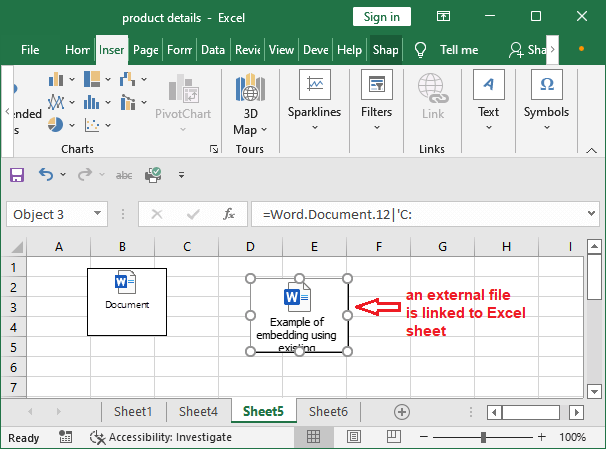 product details - Excel
Sign in
File Hom Inser Page Forr Data Revie View Deve Help Shap Tell me Sha
ended
s
PivotChart
3D
Map
Sparklines
Filters
Link
Text
Symbols
Charts
Tours
Links
abc
Object 3
fx
=Word.Document.12|'C:
A B C D E F G H I
1
2
3
4
5
6
7
W
Document
W
Example of
embedding using
existing
an external file
is linked to Excel
sheet
Sheet1 Sheet4 Sheet5 Sheet6
Ready
Accessibility: Investigate
100%